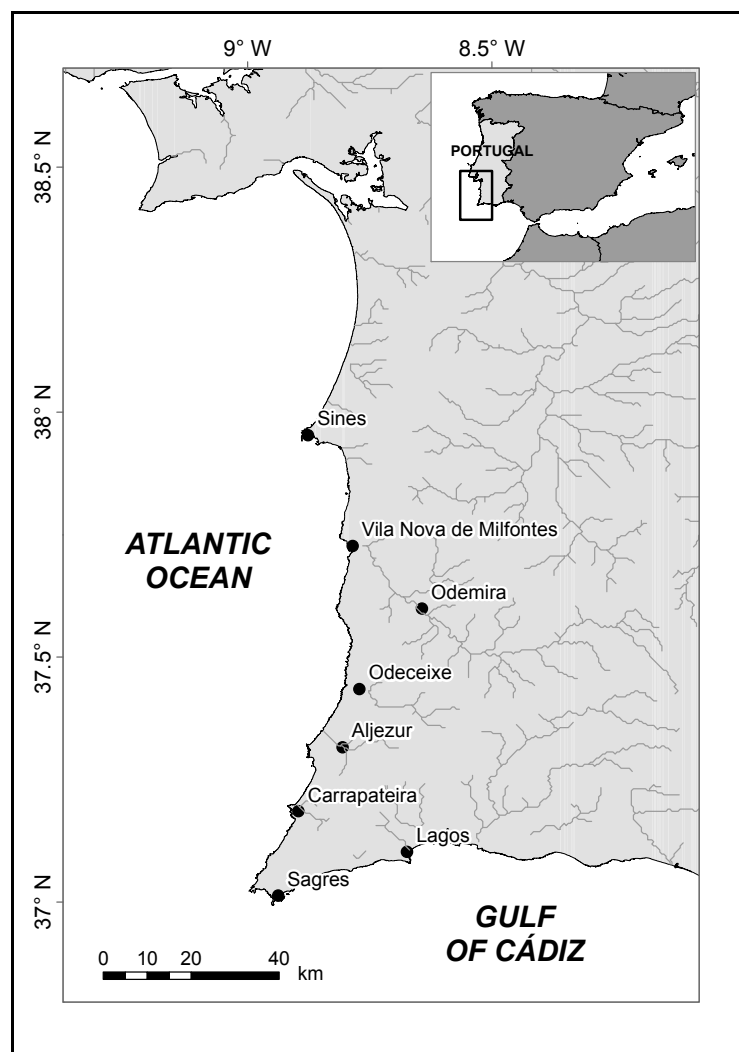 9° W
8.5° W
PORTUGAL
38.5° N
38° N
Sines
Vila Nova de Milfontes
ATLANTIC
OCEAN
Odemira
37.5° N
Odeceixe
Aljezur
Carrapateira
Lagos
Sagres
37° N
GULF
OF CÁDIZ
0 10 20 40
km